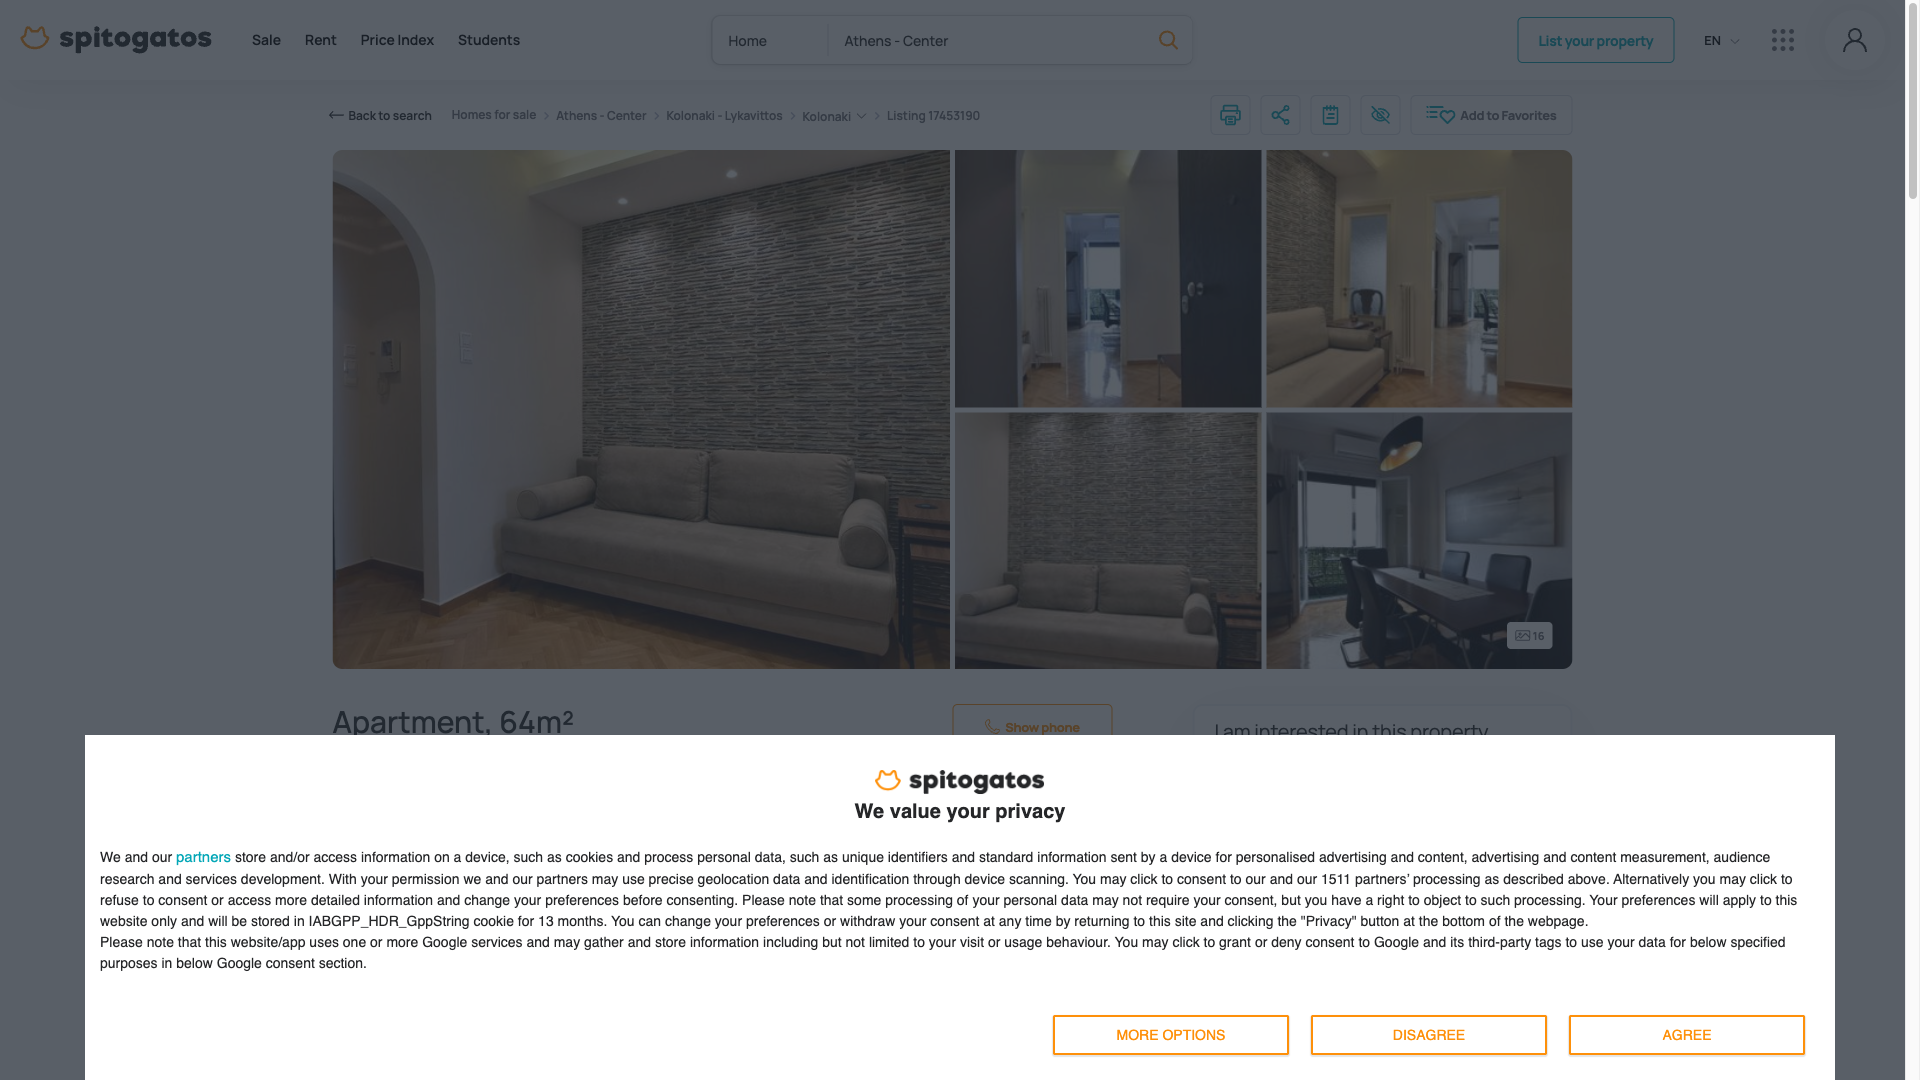 spitogatos
Sale
Rent
Price Index
Students
Home
Athens - Center
List your property
EN
Back to search
Homes for sale
Athens - Center
Kolonaki - Lykavittos
Kolonaki
Listing 17453190
Add to Favorites
16
Apartment, 64m²
Show phone
I am interested in this property
spitogatos
We value your privacy
We and our partners store and/or access information on a device, such as cookies and process personal data, such as unique identifiers and standard information sent by a device for personalised advertising and content, advertising and content measurement, audience
research and services development. With your permission we and our partners may use precise geolocation data and identification through device scanning. You may click to consent to our and our 1511 partners’ processing as described above. Alternatively you may click to
refuse to consent or access more detailed information and change your preferences before consenting. Please note that some processing of your personal data may not require your consent, but you have a right to object to such processing. Your preferences will apply to this
website only and will be stored in IABGPP_HDR_GppString cookie for 13 months. You can change your preferences or withdraw your consent at any time by returning to this site and clicking the "Privacy" button at the bottom of the webpage.
Please note that this website/app uses one or more Google services and may gather and store information including but not limited to your visit or usage behaviour. You may click to grant or deny consent to Google and its third-party tags to use your data for below specified
purposes in below Google consent section.
MORE OPTIONS
DISAGREE
AGREE